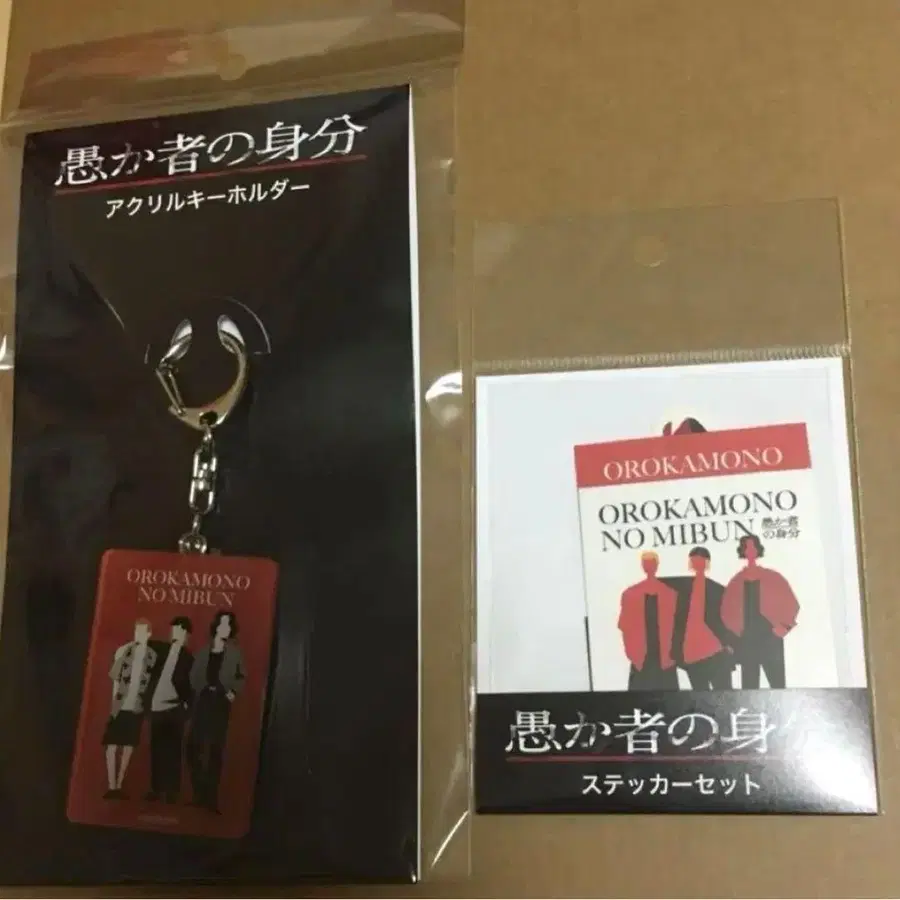 愚か者の身分
アクリルキーホルダー
OROKAMONO
NO MIBUN
OROKAMONO
OROKAMONO
NO MIBUN 愚か者
の身分
愚か者の身分
ステッカーセット